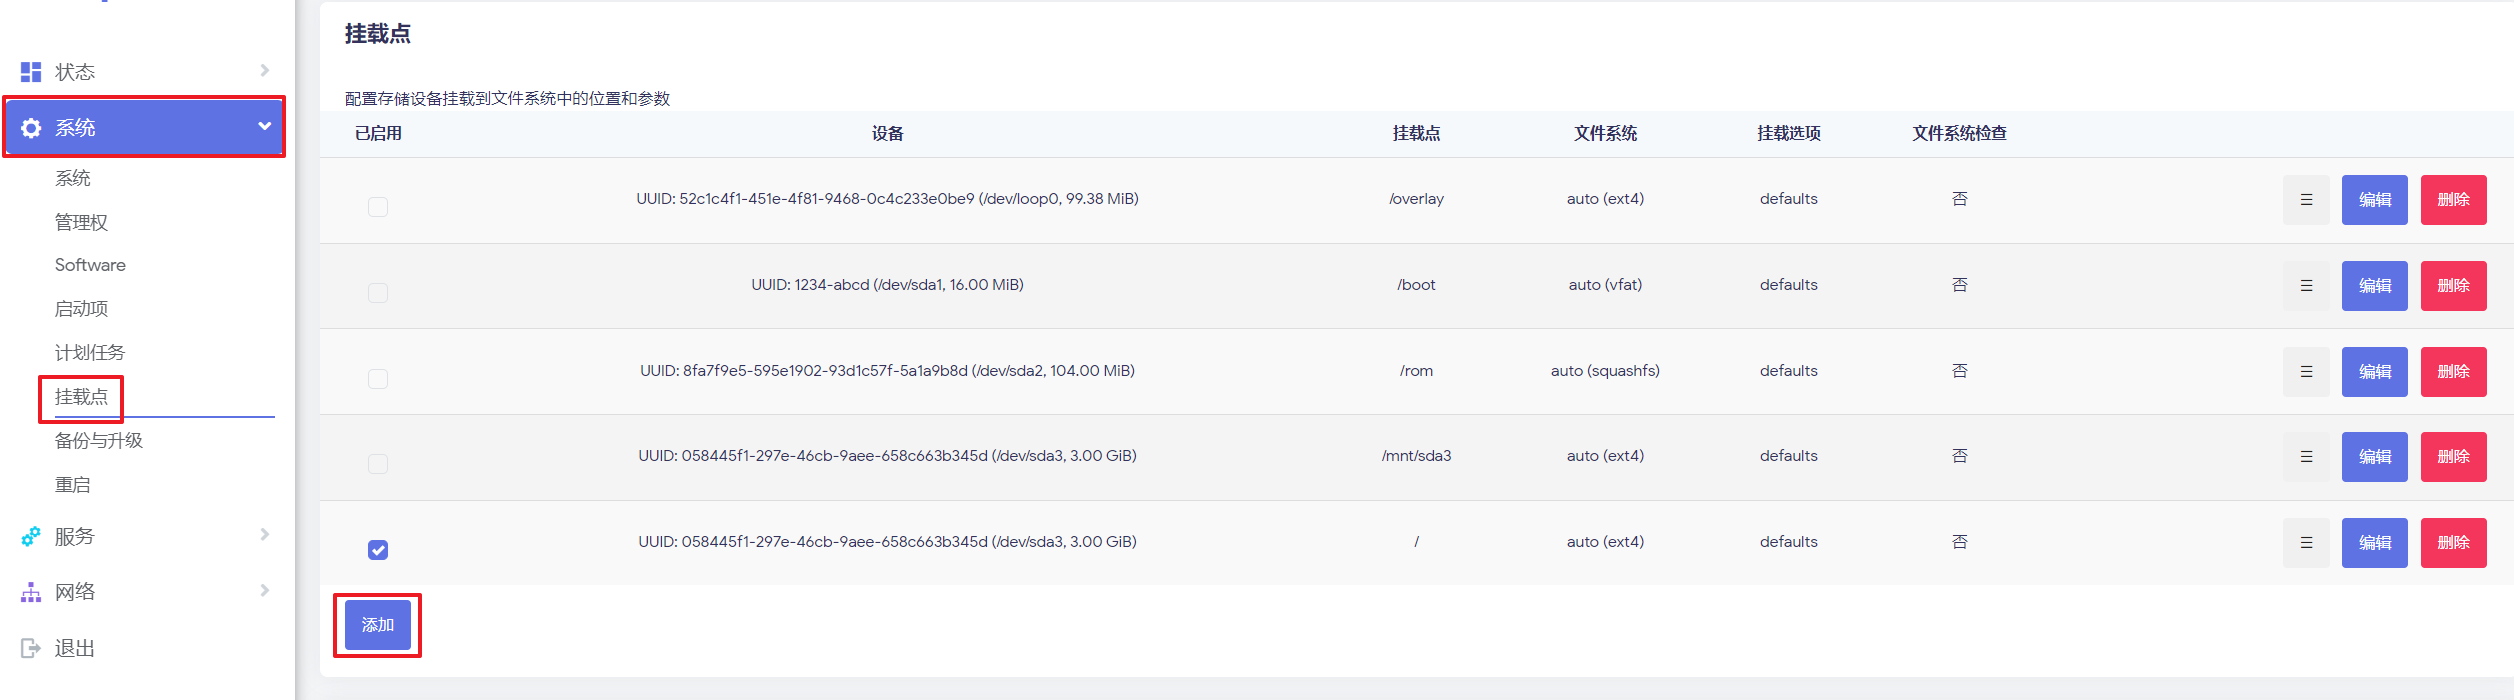 状态
系统
系统
管理权
Software
启动项
计划任务
挂载点
备份与升级
重启
服务
网络
退出
挂载点
配置存储设备挂载到文件系统中的位置和参数
已启用 设备 挂载点 文件系统 挂载选项 文件系统检查
UUID: 52c1c4f1-451e-4f81-9468-0c4c233e0be9 (/dev/loop0, 99.38 MiB) /overlay auto (ext4) defaults 否 ☰ 编辑 删除
UUID: 1234-abcd (/dev/sda1, 16.00 MiB) /boot auto (vfat) defaults 否 ☰ 编辑 删除
UUID: 8fa7f9e5-595e1902-93d1c57f-5a1a9b8d (/dev/sda2, 104.00 MiB) /rom auto (squashfs) defaults 否 ☰ 编辑 删除
UUID: 058445f1-297e-46cb-9aee-658c663b345d (/dev/sda3, 3.00 GiB) /mnt/sda3 auto (ext4) defaults 否 ☰ 编辑 删除
UUID: 058445f1-297e-46cb-9aee-658c663b345d (/dev/sda3, 3.00 GiB) / auto (ext4) defaults 否 ☰ 编辑 删除
添加